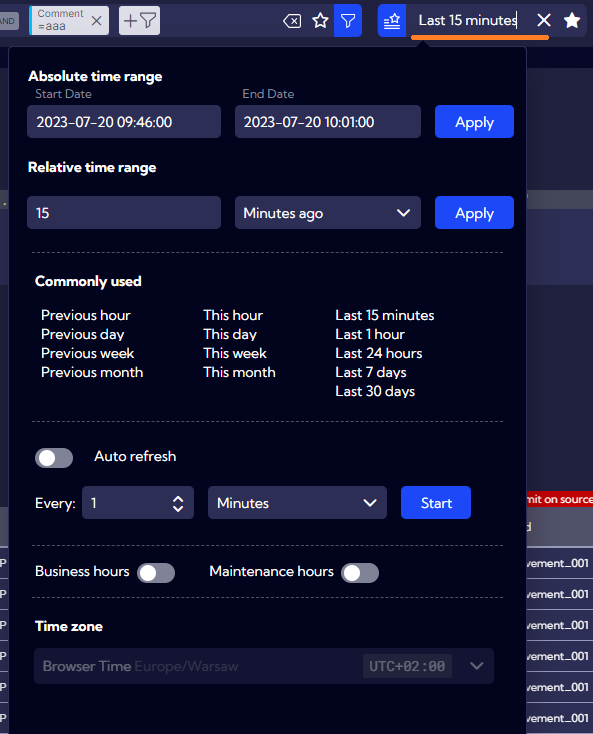 AND
Comment
=aaa
Last 15 minutes
Absolute time range
Start Date
End Date
2023-07-20 09:46:00
2023-07-20 10:01:00
Apply
Relative time range
15
Minutes ago
Apply
Commonly used
Previous hour
This hour
Last 15 minutes
Previous day
This day
Last 1 hour
Previous week
This week
Last 24 hours
Previous month
This month
Last 7 days
Last 30 days
Auto refresh
mit on source
Every:
1
Minutes
Start
d
P
vement_001
Business hours
Maintenance hours
P
vement_001
P
vement_001
Time zone
P
vement_001
Browser Time Europe/Warsaw
UTC+02:00
P
vement_001
P
vement_001